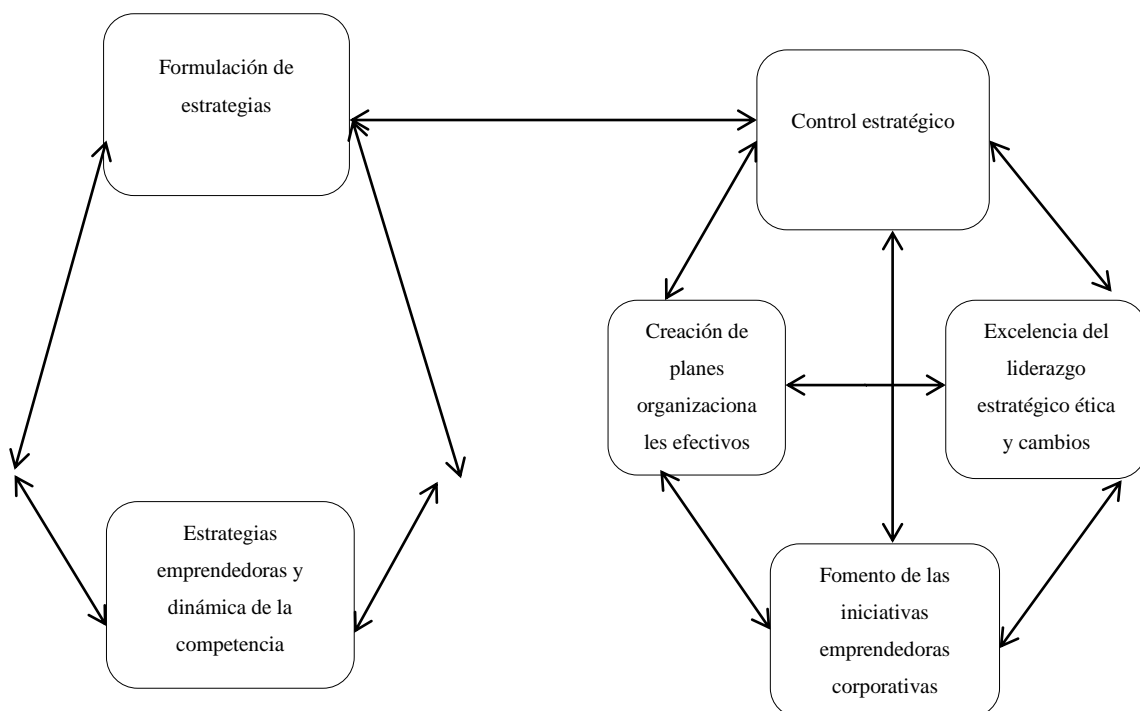 Formulación de
estrategias
Control estratégico
Creación de
planes
organizaciona
les efectivos
Excelencia del
liderazgo
estratégico ética
y cambios
Estrategias
emprendedoras y
dinámica de la
competencia
Fomento de las
iniciativas
emprendedoras
corporativas